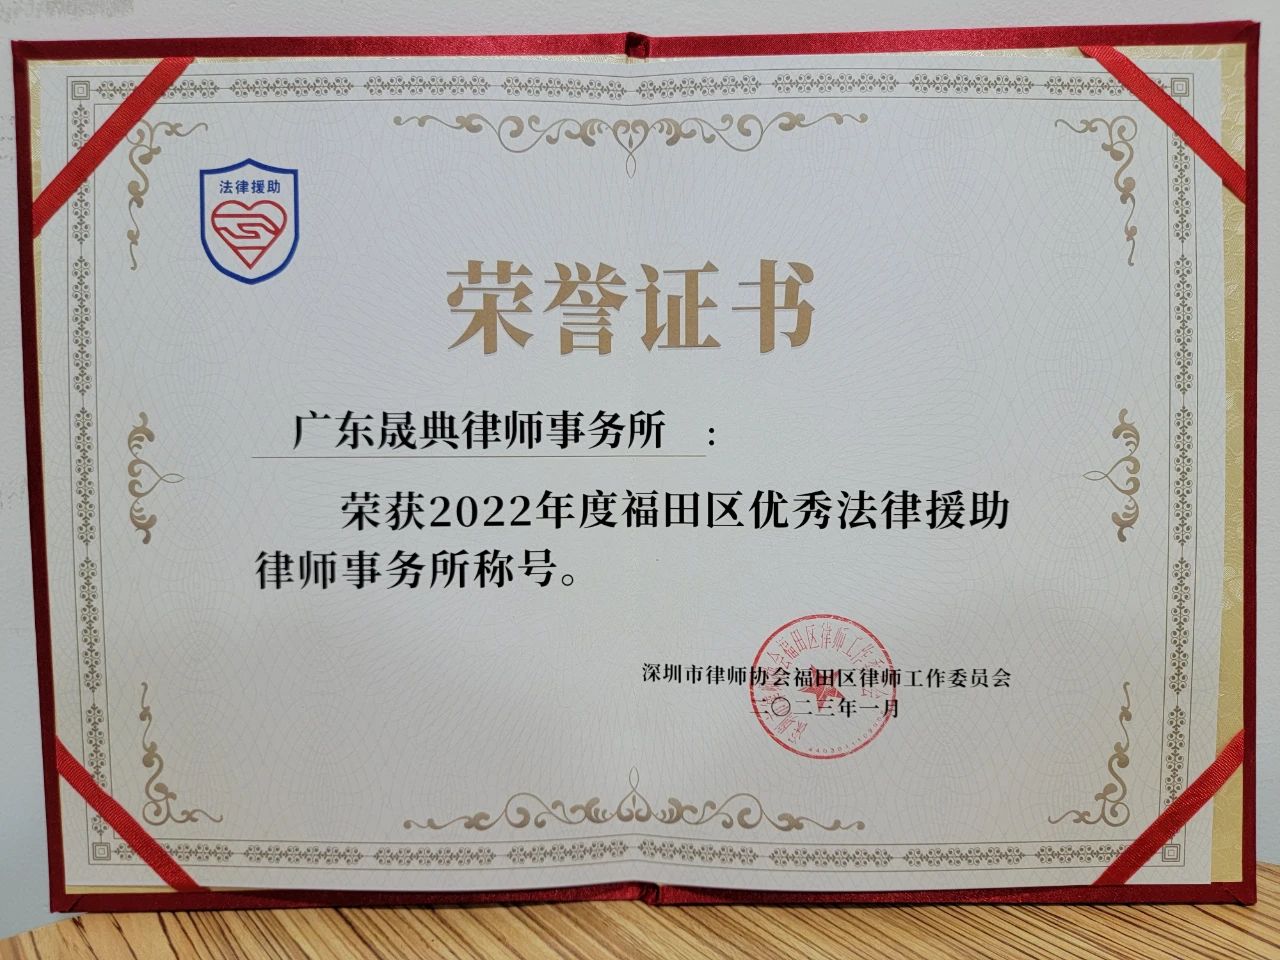 法律援助
荣誉证书
广东晟典律师事务所 :
荣获2022年度福田区优秀法律援助
律师事务所称号。
深圳市律师协会福田区律师工作委员会
二〇二三年一月